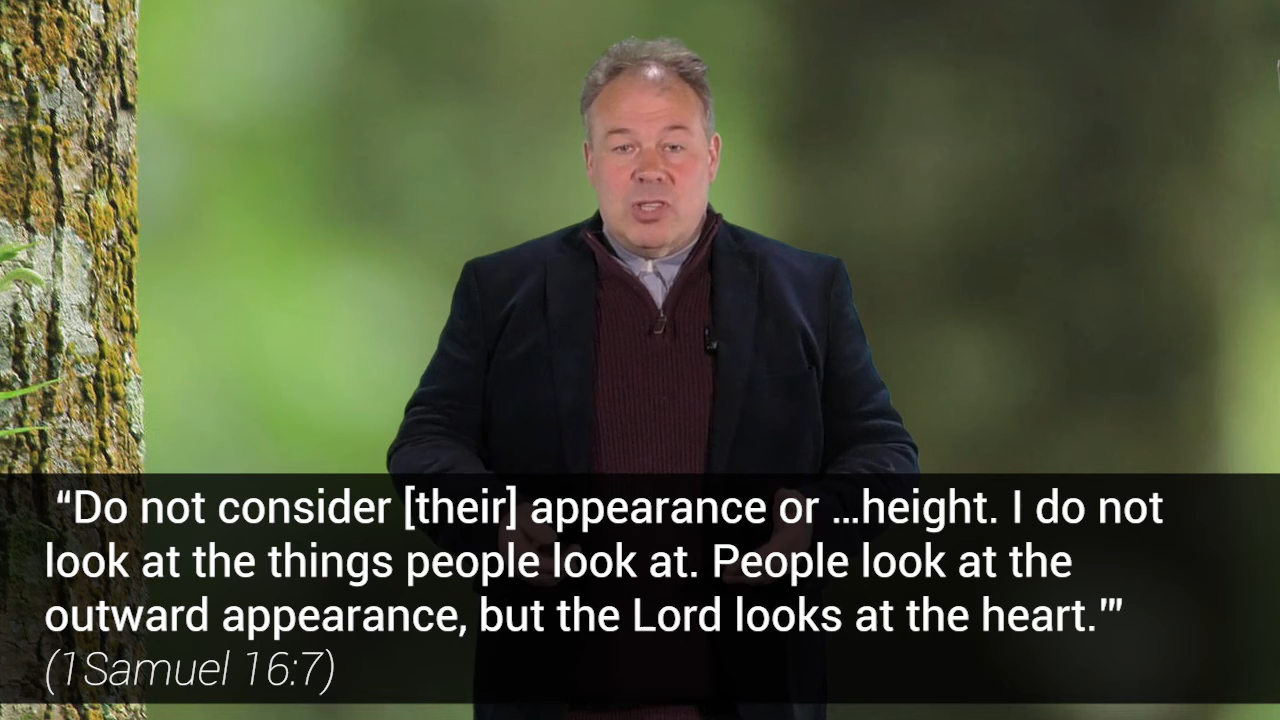 “Do not consider [their] appearance or ...height. I do not
look at the things people look at. People look at the
outward appearance, but the Lord looks at the heart.’”
(1Samuel 16:7)